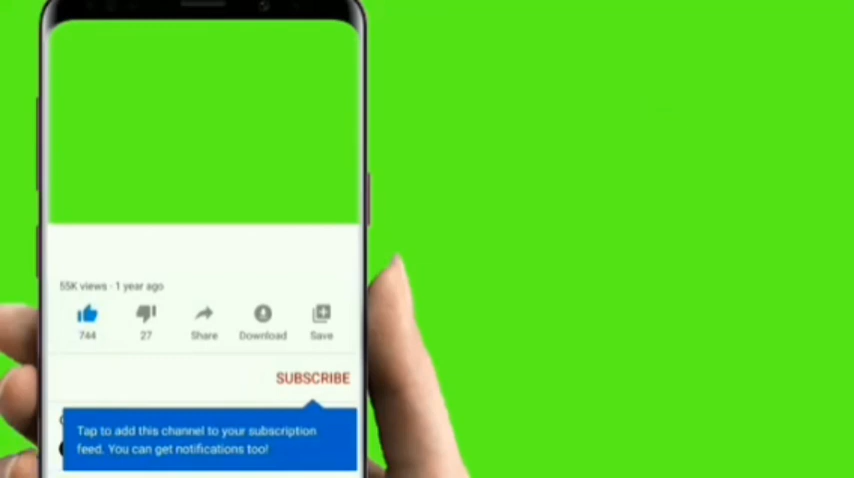 55K views · 1 year ago
744
27
Share
Download
Save
SUBSCRIBE
Tap to add this channel to your subscription
feed. You can get notifications too!